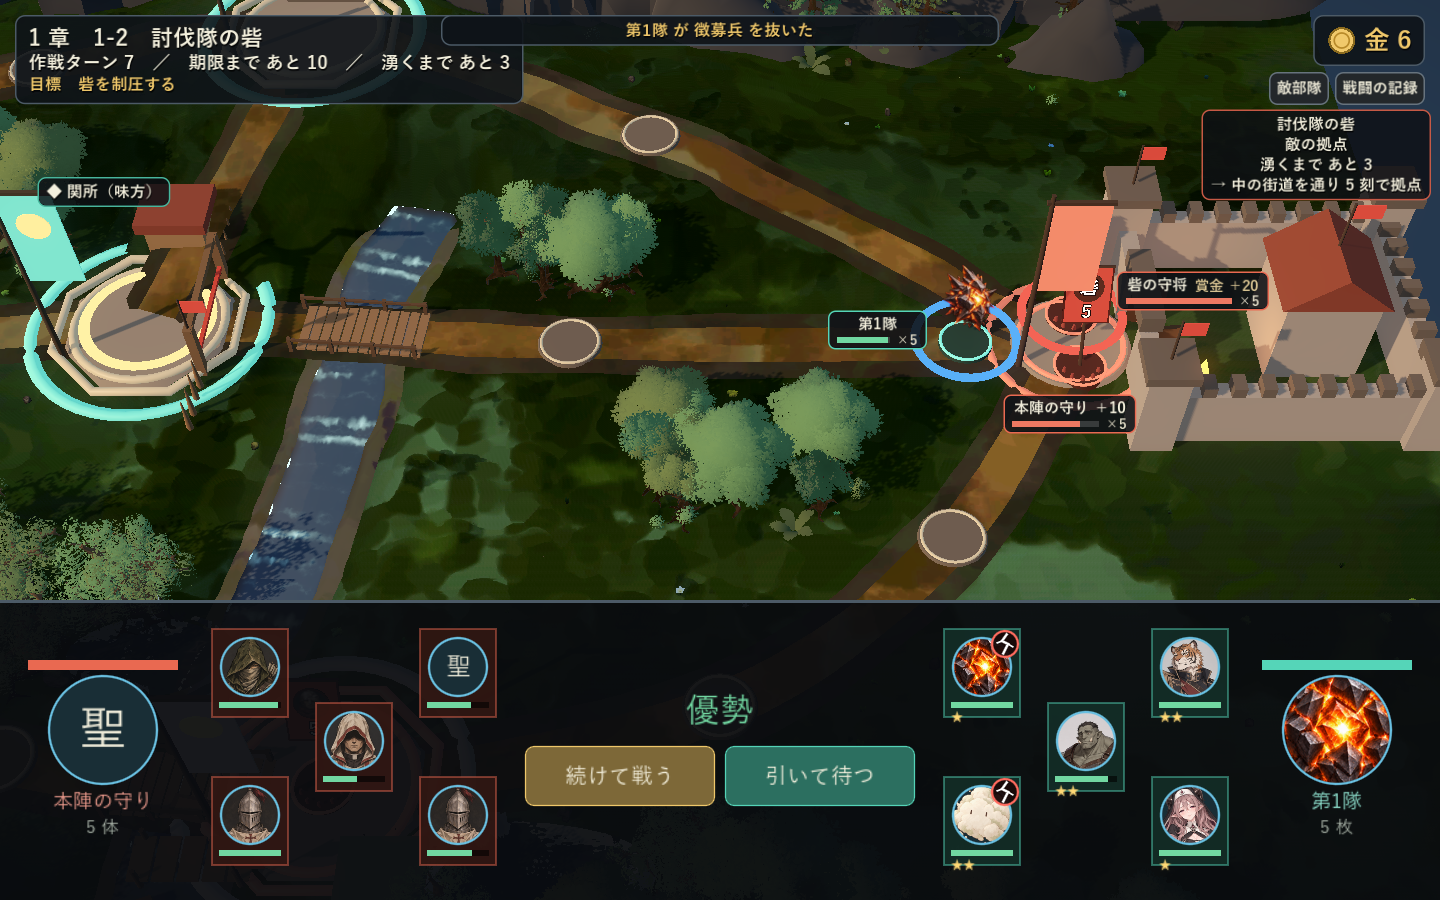 1 章　1-2　討伐隊の砦
作戦ターン 7　／　期限まで あと 10　／　湧くまで あと 3
目標　砦を制圧する
第1隊 が 徴募兵 を抜いた
金 6
敵部隊
戦闘の記録
討伐隊の砦
敵の拠点
湧くまで あと 3
→ 中の街道を通り 5 刻で拠点
◆ 関所（味方）
砦の守将 賞金 +20
×5
5
第1隊
×5
本陣の守り +10
×5
聖
本陣の守り
5 体
聖
優勢
続けて戦う
引いて待つ
第1隊
5 枚